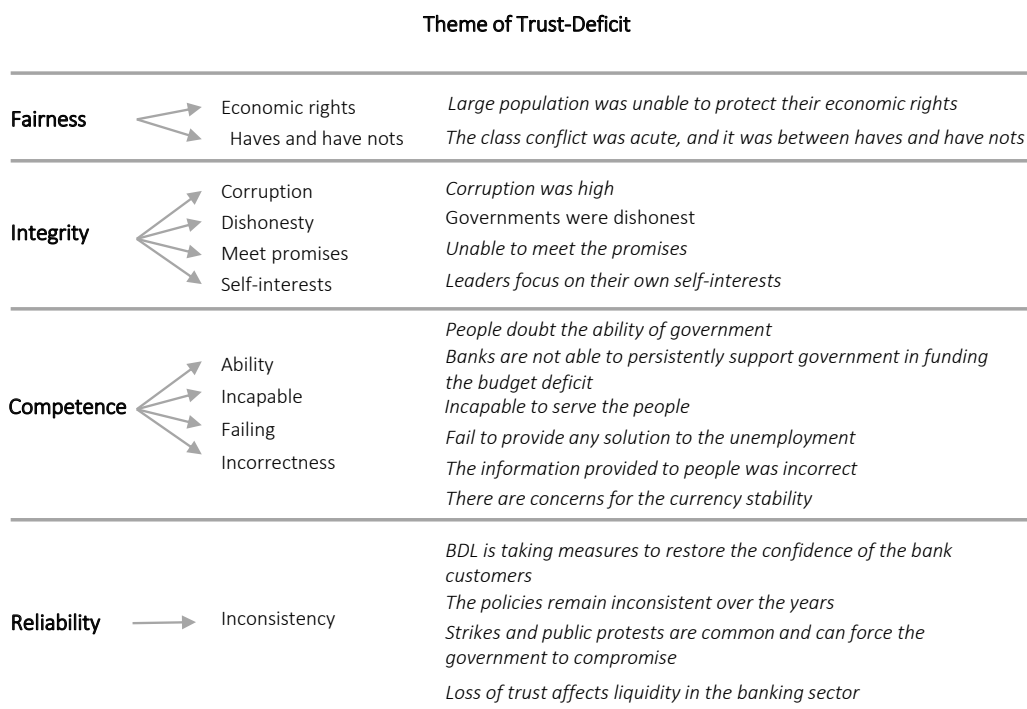 Theme of Trust-Deficit
Fairness
Economic rights
Haves and have nots
Large population was unable to protect their economic rights
The class conflict was acute, and it was between haves and have nots
Integrity
Corruption
Dishonesty
Meet promises
Self-interests
Corruption was high
Governments were dishonest
Unable to meet the promises
Leaders focus on their own self-interests
Competence
Ability
Incapable
Failing
Incorrectness
People doubt the ability of government
Banks are not able to persistently support government in funding
the budget deficit
Incapable to serve the people
Fail to provide any solution to the unemployment
The information provided to people was incorrect
There are concerns for the currency stability
Reliability
Inconsistency
BDL is taking measures to restore the confidence of the bank
customers
The policies remain inconsistent over the years
Strikes and public protests are common and can force the
government to compromise
Loss of trust affects liquidity in the banking sector